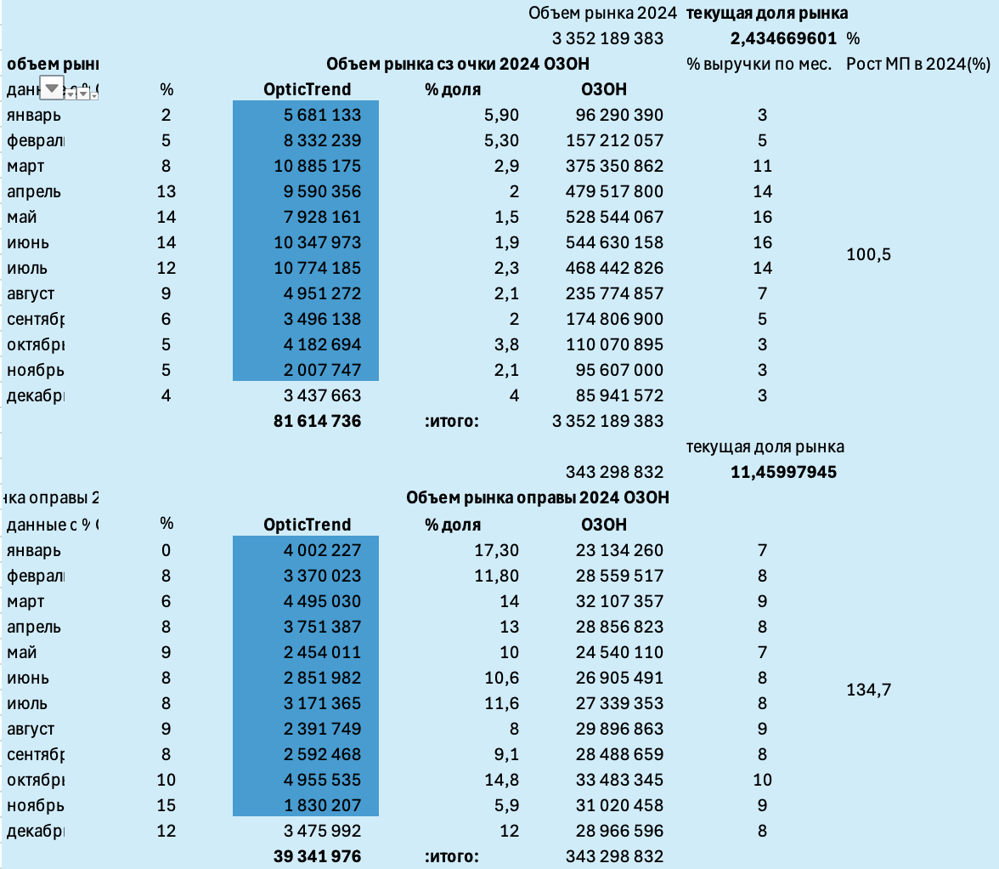 Объем рынка 2024 текущая доля рынка
3 352 189 383 2,434669601 %
объем рын Объем рынка сз очки 2024 ОЗОН % выручки по мес. Рост МП в 2024(%)
% OpticTrend % доля ОЗОН
январь 2 5 681 133 5,90 96 290 390 3
феврал 5 8 332 239 5,30 157 212 057 5
март 8 10 885 175 2,9 375 350 862 11
апрель 13 9 590 356 2 479 517 800 14
май 14 7 928 161 1,5 528 544 067 16
июнь 14 10 347 973 1,9 544 630 158 16
100,5
июль 12 10 774 185 2,3 468 442 826 14
август 9 4 951 272 2,1 235 774 857 7
сентябр 6 3 496 138 2 174 806 900 5
октябрь 5 4 182 694 3,8 110 070 895 3
ноябрь 5 2 007 747 2,1 95 607 000 3
декабр 4 3 437 663 4 85 941 572 3
81 614 736 :итого: 3 352 189 383
текущая доля рынка
343 298 832 11,45997945
нка оправы 2 Объем рынка оправы 2024 ОЗОН
данные с % % OpticTrend % доля ОЗОН
январь 0 4 002 227 17,30 23 134 260 7
феврал 8 3 370 023 11,80 28 559 517 8
март 6 4 495 030 14 32 107 357 9
апрель 8 3 751 387 13 28 856 823 8
май 9 2 454 011 10 24 540 110 7
июнь 8 2 851 982 10,6 26 905 491 8
134,7
июль 8 3 171 365 11,6 27 339 353 8
август 9 2 391 749 8 29 896 863 9
сентябр 8 2 592 468 9,1 28 488 659 8
октябрь 10 4 955 535 14,8 33 483 345 10
ноябрь 15 1 830 207 5,9 31 020 458 9
декабр 12 3 475 992 12 28 966 596 8
39 341 976 :итого: 343 298 832